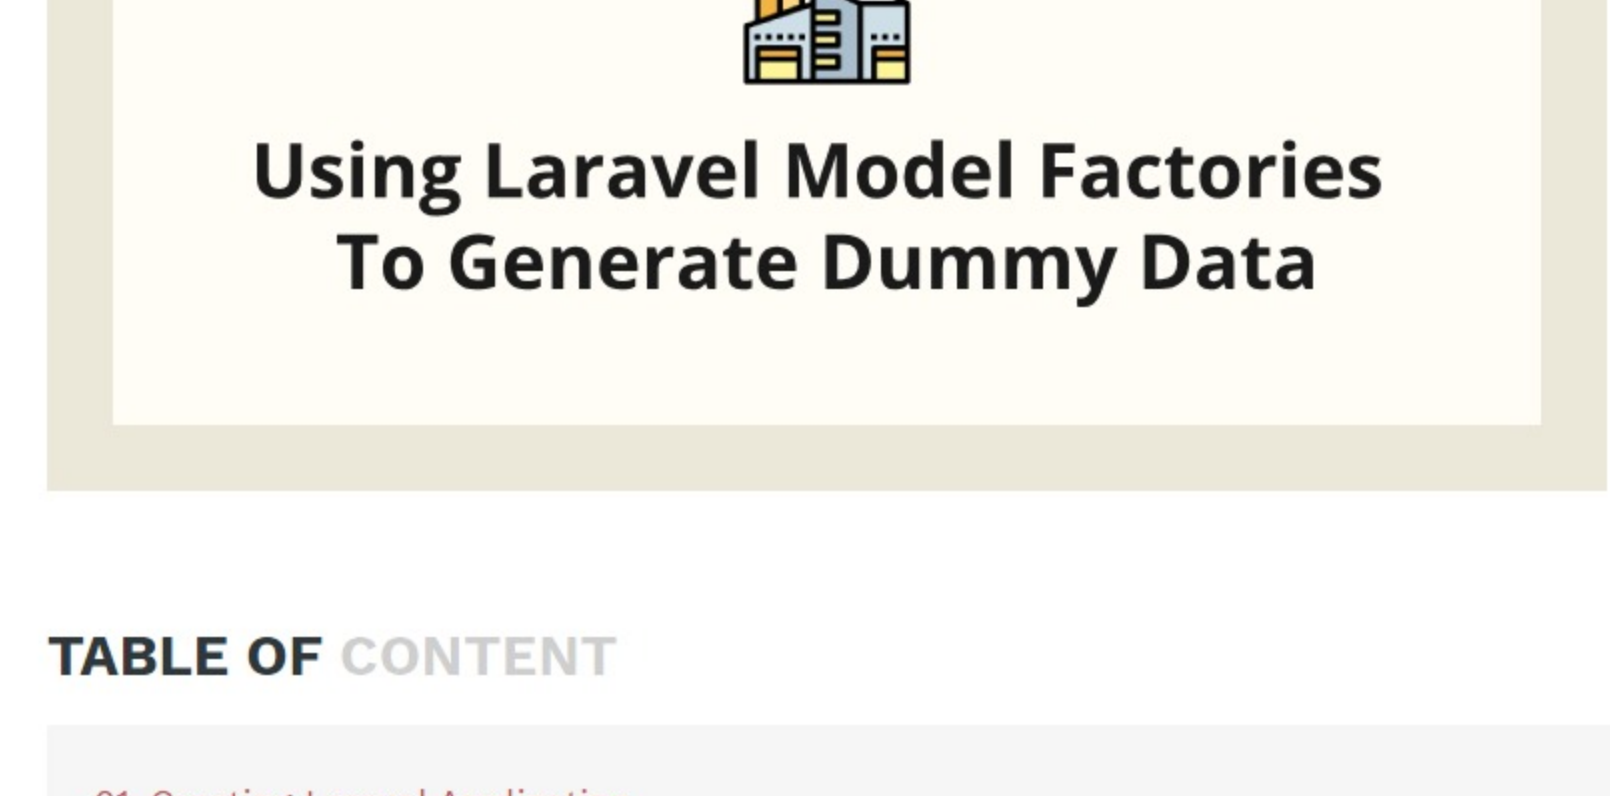 Using Laravel Model Factories
To Generate Dummy Data
TABLE OF CONTENT